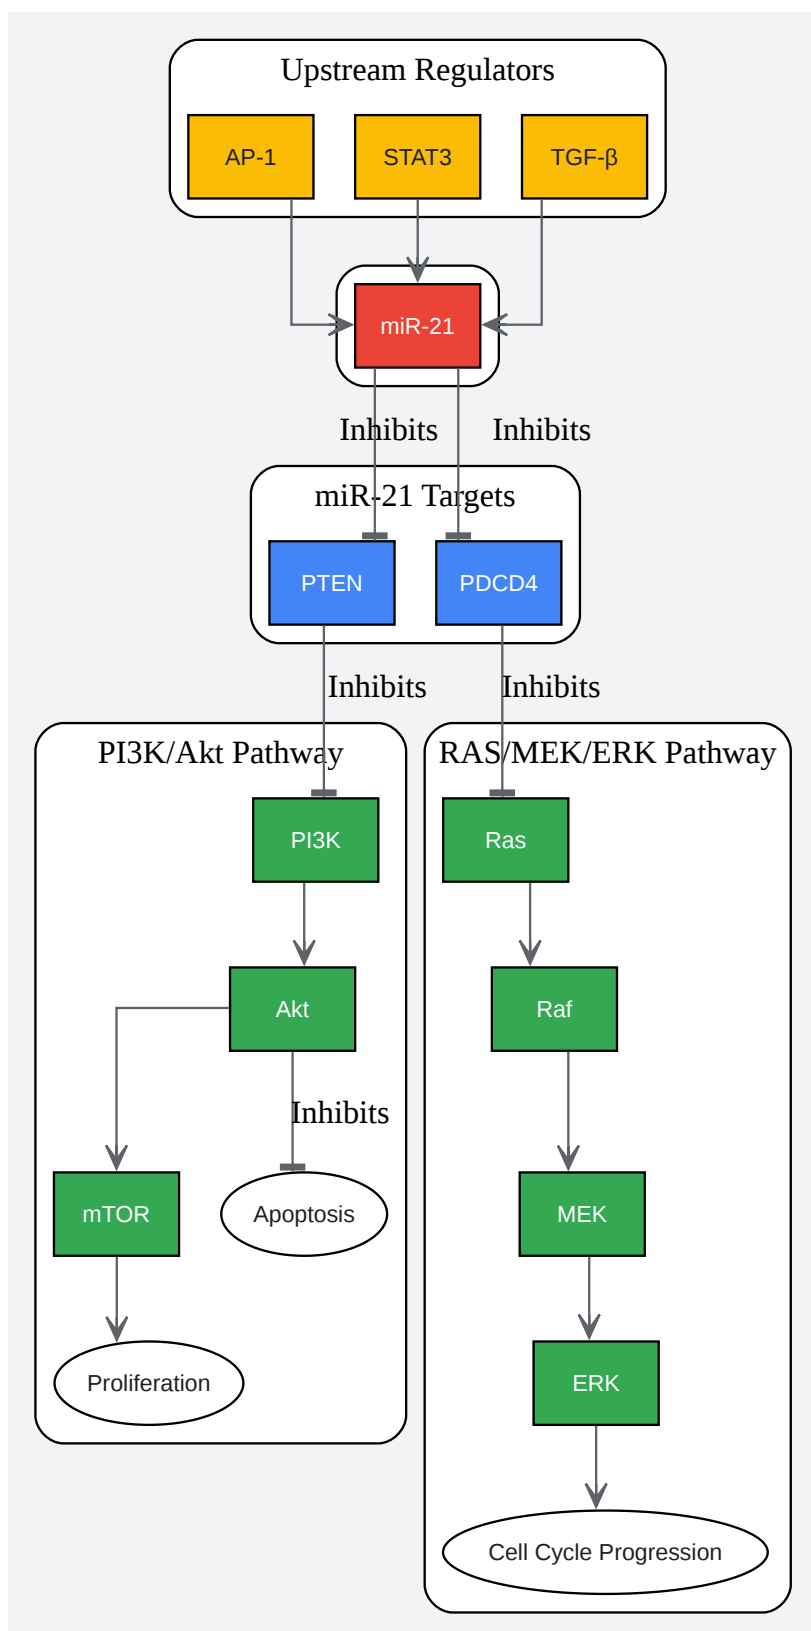 Upstream Regulators
AP-1
STAT3
TGF-β
miR-21
Inhibits
Inhibits
miR-21 Targets
PTEN
PDCD4
Inhibits
Inhibits
PI3K/Akt Pathway
RAS/MEK/ERK Pathway
PI3K
Ras
Akt
Raf
Inhibits
mTOR
Apoptosis
MEK
Proliferation
ERK
Cell Cycle Progression